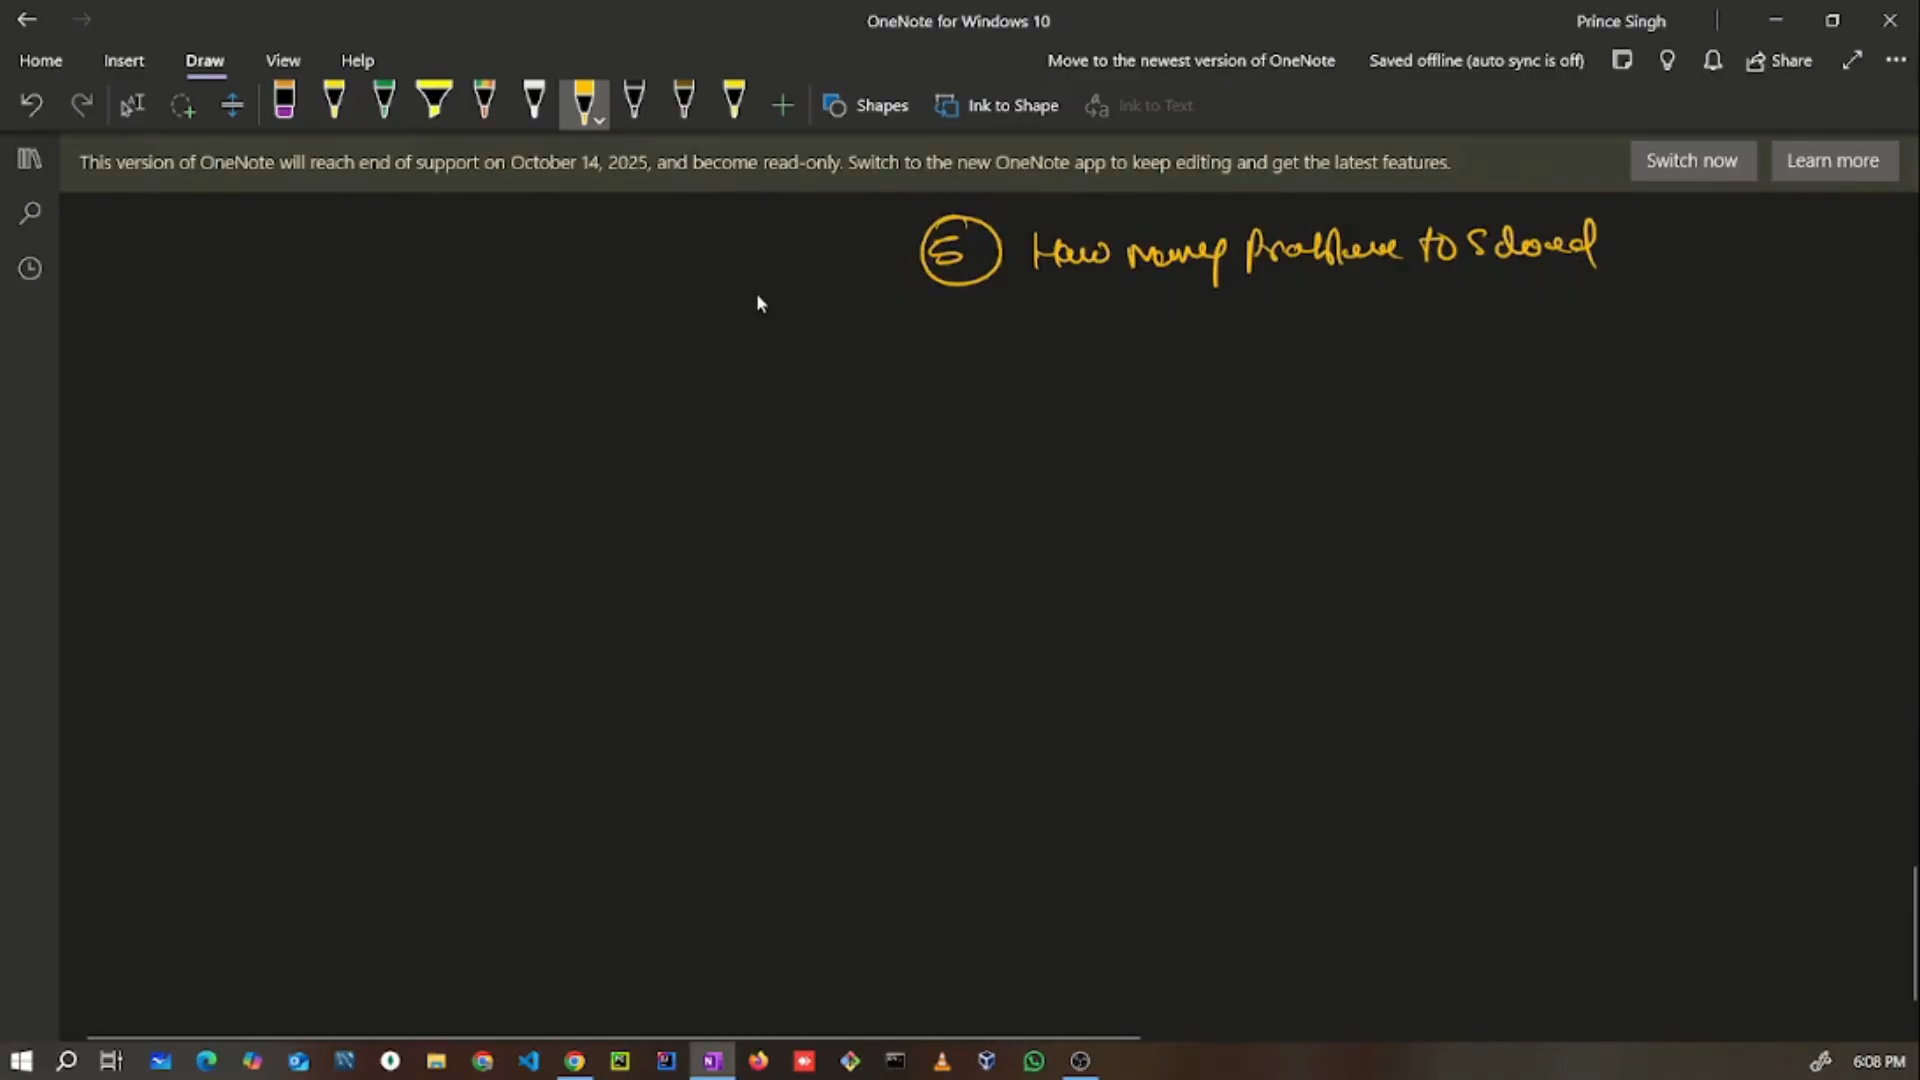 OneNote for Windows 10
Prince Singh
Home Insert Draw View Help
Move to the newest version of OneNote
Saved offline (auto sync is off)
Share
Shapes
Ink to Shape
Ink to Text
This version of OneNote will reach end of support on October 14, 2025, and become read-only. Switch to the new OneNote app to keep editing and get the latest features.
Switch now
Learn more
5 How many problem to Solved
6:08 PM